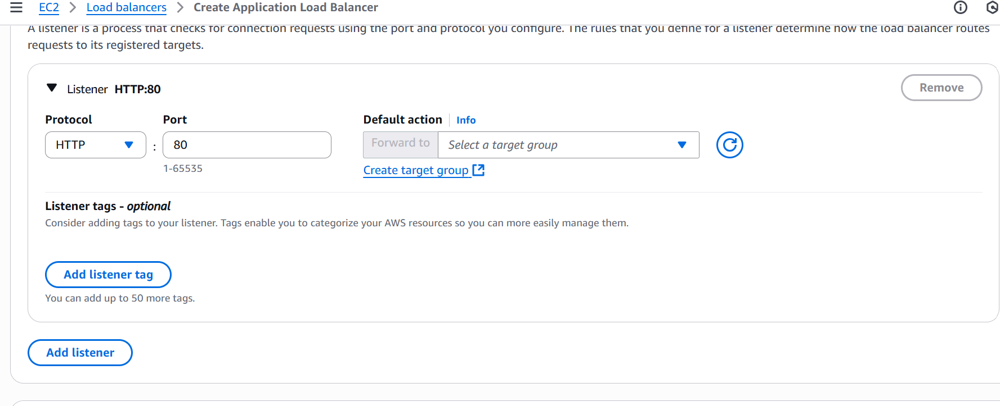 EC2 > Load balancers > Create Application Load Balancer
A listener is a process that checks for connection requests using the port and protocol you configure. The rules that you define for a listener determine how the load balancer routes
requests to its registered targets.
Listener HTTP:80
Remove
Protocol
Port
Default action
Info
HTTP
:
80
Forward to
Select a target group
1-65535
Create target group
Listener tags - optional
Consider adding tags to your listener. Tags enable you to categorize your AWS resources so you can more easily manage them.
Add listener tag
You can add up to 50 more tags.
Add listener